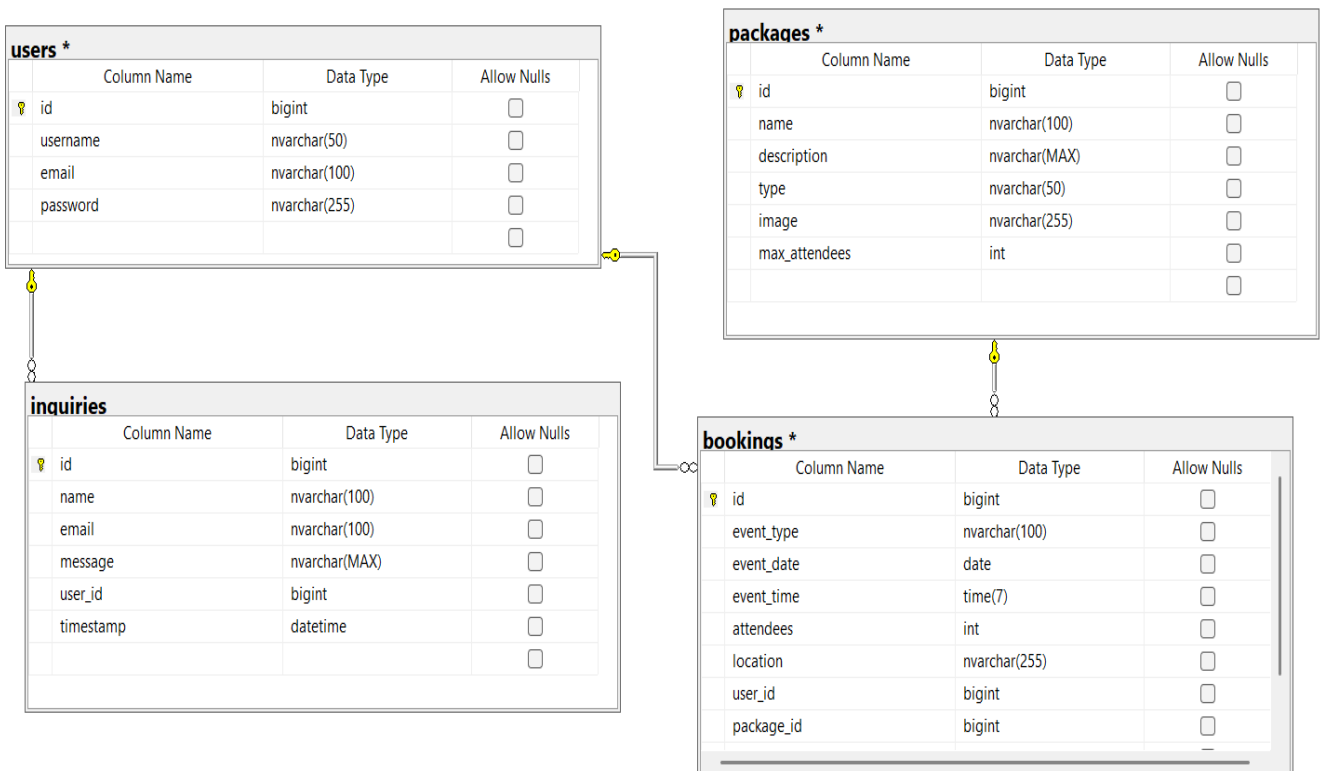 users *
Column Name Data Type Allow Nulls
id bigint
username nvarchar(50)
email nvarchar(100)
password nvarchar(255)
packages *
Column Name Data Type Allow Nulls
id bigint
name nvarchar(100)
description nvarchar(MAX)
type nvarchar(50)
image nvarchar(255)
max_attendees int
inquiries
Column Name Data Type Allow Nulls
id bigint
name nvarchar(100)
email nvarchar(100)
message nvarchar(MAX)
user_id bigint
timestamp datetime
bookings *
Column Name Data Type Allow Nulls
id bigint
event_type nvarchar(100)
event_date date
event_time time(7)
attendees int
location nvarchar(255)
user_id bigint
package_id bigint